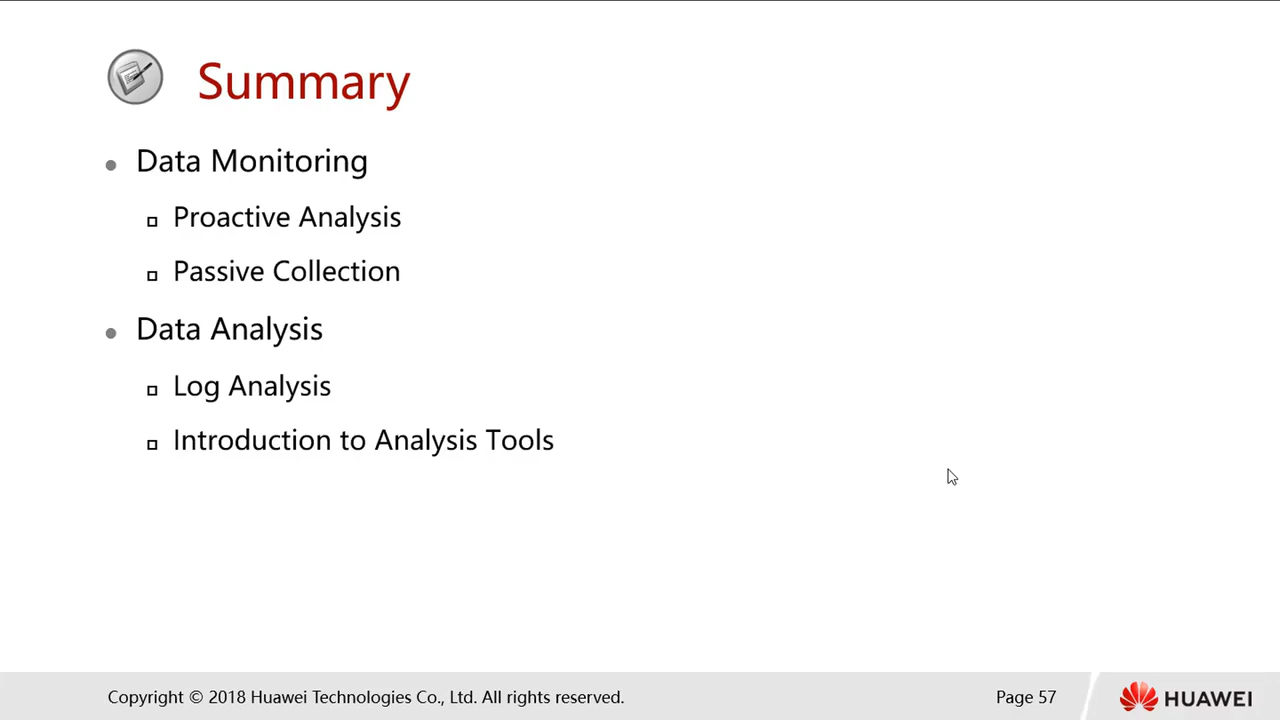 Summary
Data Monitoring
Proactive Analysis
Passive Collection
Data Analysis
Log Analysis
Introduction to Analysis Tools
Copyright © 2018 Huawei Technologies Co., Ltd. All rights reserved.
Page 57
HUAWEI